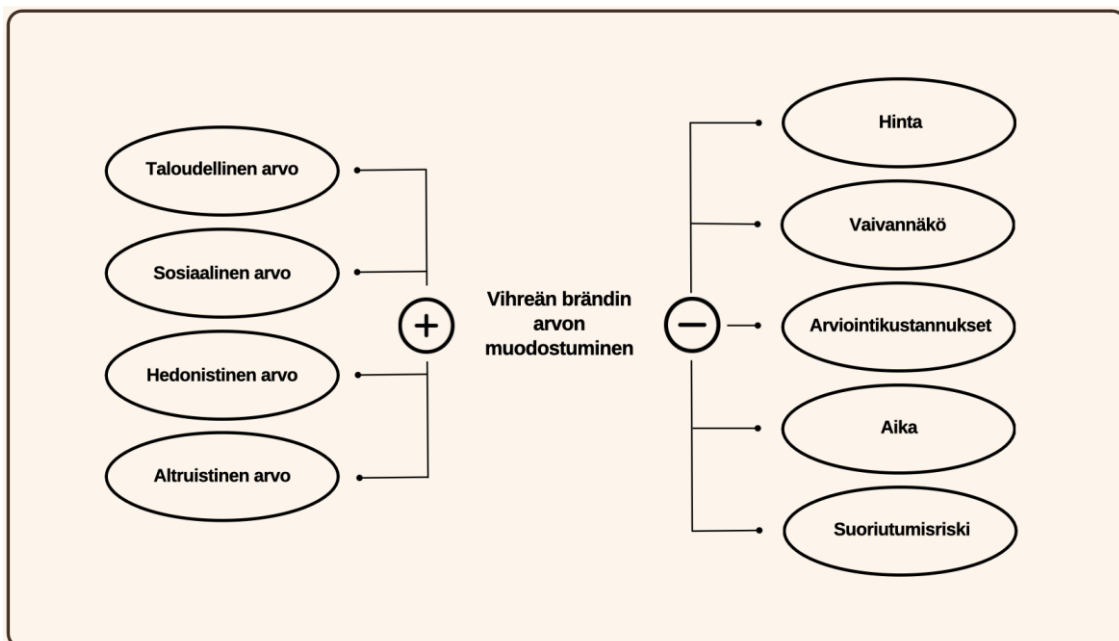 Taloudellinen arvo
Sosiaalinen arvo
Hedonistinen arvo
Altruistinen arvo
Vihreän brändin
arvon
muodostuminen
Hinta
Vaivannäkö
Arviointikustannukset
Aika
Suoriutumisriski